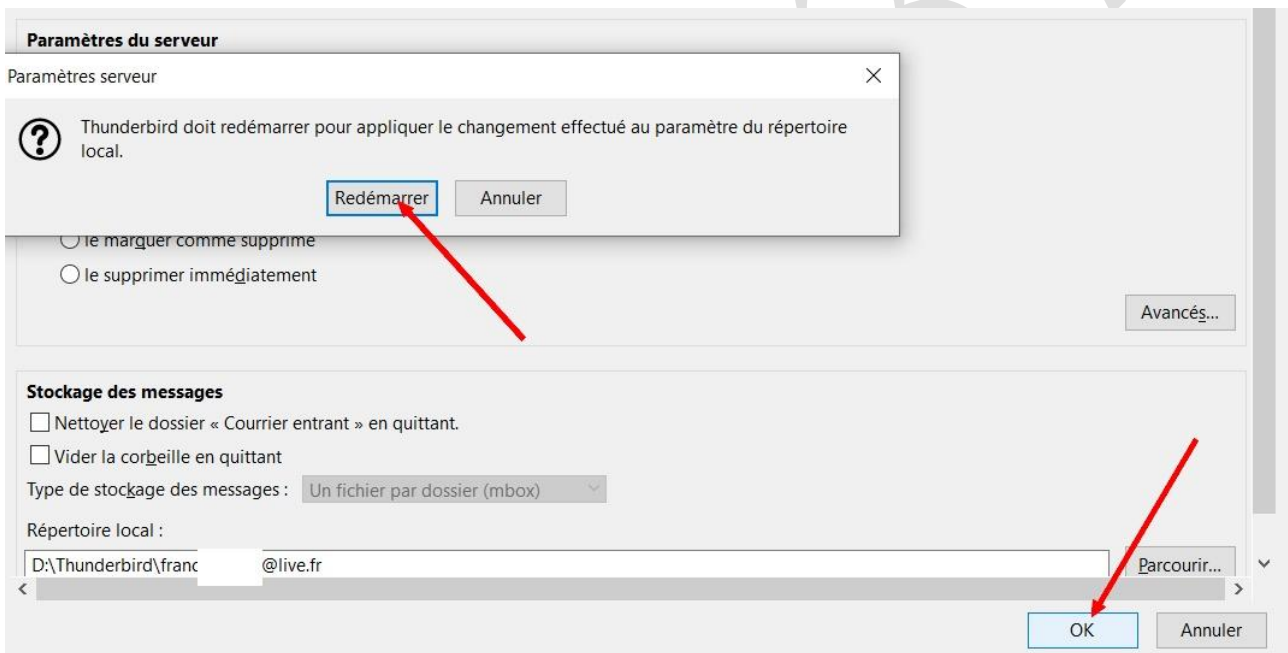 Paramètres du serveur
Paramètres serveur
Thunderbird doit redémarrer pour appliquer le changement effectué au paramètre du répertoire
local.
Redémarrer Annuler
le marquer comme supprimé
le supprimer immédiatement
Avancés...
Stockage des messages
Nettoyer le dossier « Courrier entrant » en quittant.
Vider la corbeille en quittant
Type de stockage des messages : Un fichier par dossier (mbox)
Répertoire local :
D:\Thunderbird\franc @live.fr Parcourir...
OK Annuler